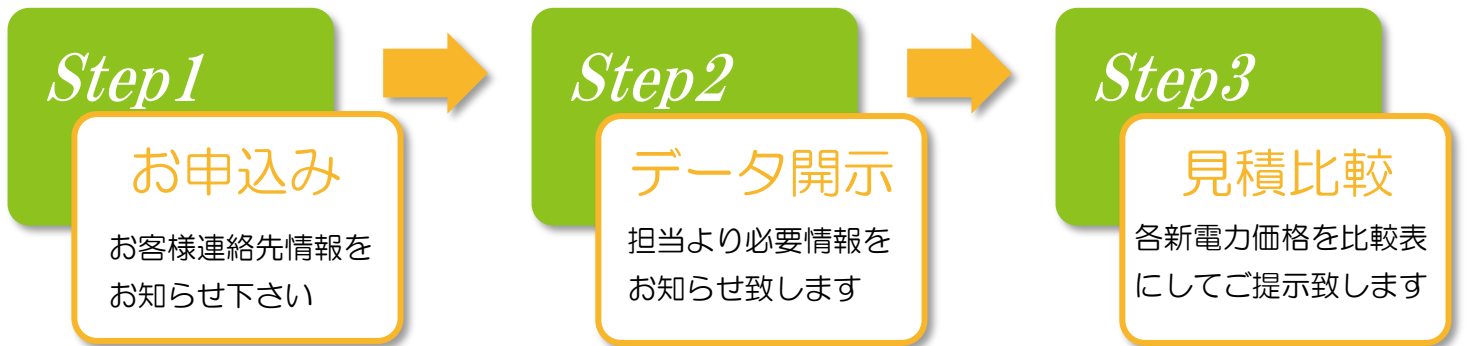 Step1
お申込み
お客様連絡先情報を
お知らせ下さい
Step2
データ開示
担当より必要情報を
お知らせ致します
Step3
見積比較
各新電力価格を比較表
にしてご提示致します